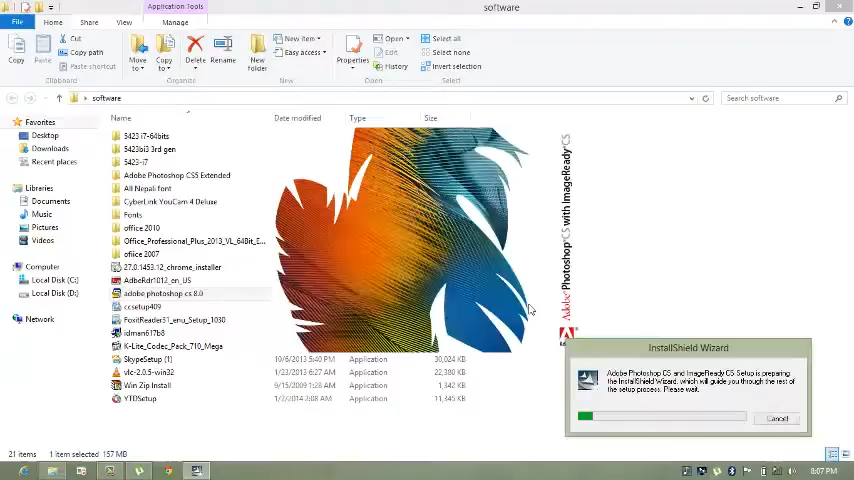 Application Tools
software
File
Home
Share
View
Manage
Copy
Paste
Cut
Copy path
Paste shortcut
Clipboard
Move to
Copy to
Delete
Rename
Organize
New folder
New item
Easy access
New
Properties
Open
Edit
History
Open
Select all
Select none
Invert selection
Select
software
Search software
Name
Date modified
Type
Size
Favorites
Desktop
Downloads
Recent places
Libraries
Documents
Music
Pictures
Videos
Computer
Local Disk (C:)
Local Disk (D:)
Network
5423 i7-64bits
5423bi3 3rd gen
5423-i7
Adobe Photoshop CS5 Extended
All Nepali font
CyberLink YouCam 4 Deluxe
Fonts
office 2010
Office_Professional_Plus_2013_VL_64Bit_E...
ofiice 2007
27.0.1453.12_chrome_installer
AdbeRdr1012_en_US
adobe photoshop cs 8.0
ccsetup409
FoxitReader31_enu_Setup_1030
idman617b8
K-Lite_Codec_Pack_710_Mega
SkypeSetup (1) 10/6/2013 5:40 PM Application 30,024 KB
vlc-2.0.5-win32 1/23/2013 6:27 AM Application 22,380 KB
Win Zip Install 9/15/2009 1:28 AM Application 1,342 KB
YTDSetup 1/2/2014 2:08 AM Application 11,345 KB
Adobe Photoshop CS with ImageReady CS
Adobe
InstallShield Wizard
Adobe Photoshop CS and ImageReady CS Setup is preparing
the InstallShield Wizard, which will guide you through the rest of
the setup process. Please wait.
Cancel
21 items 1 item selected 157 MB
8:07 PM